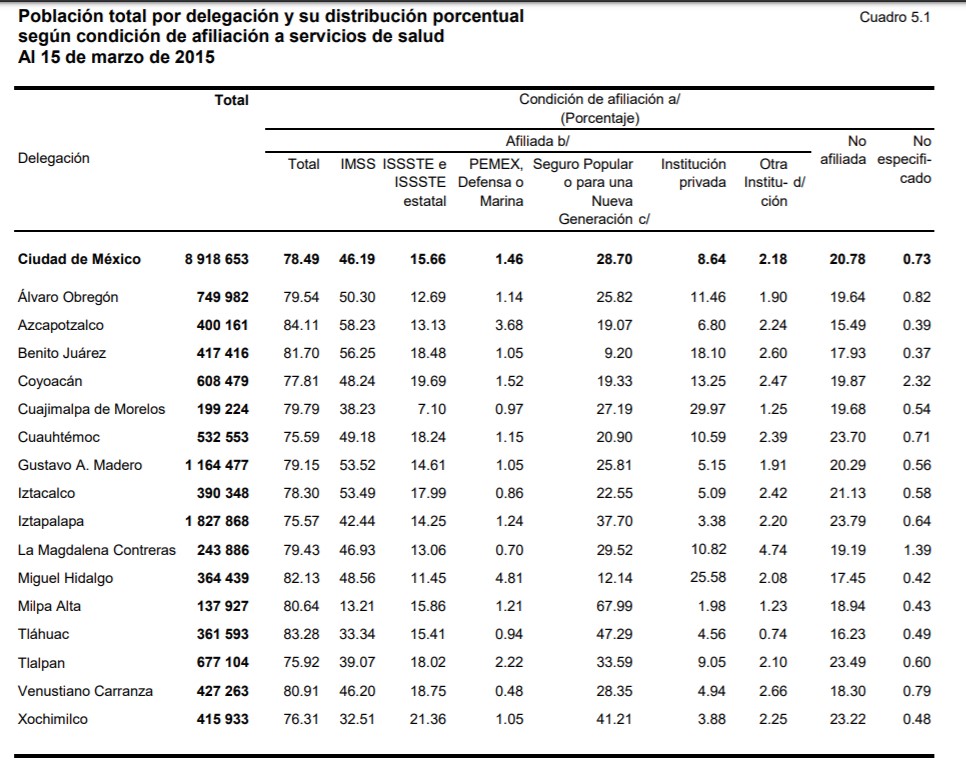 Población total por delegación y su distribución porcentual Cuadro 5.1
según condición de afiliación a servicios de salud
Al 15 de marzo de 2015
Total Condición de afiliación a/
(Porcentaje)
Afiliada b/ No No
Delegación afiliada especifi-
Total IMSS ISSSTE e PEMEX, Seguro Popular Institución Otra cado
ISSSTE Defensa o o para una privada Institu- d/
estatal Marina Nueva ción
Generación c/
Ciudad de México 8 918 653 78.49 46.19 15.66 1.46 28.70 8.64 2.18 20.78 0.73
Álvaro Obregón 749 982 79.54 50.30 12.69 1.14 25.82 11.46 1.90 19.64 0.82
Azcapotzalco 400 161 84.11 58.23 13.13 3.68 19.07 6.80 2.24 15.49 0.39
Benito Juárez 417 416 81.70 56.25 18.48 1.05 9.20 18.10 2.60 17.93 0.37
Coyoacán 608 479 77.81 48.24 19.69 1.52 19.33 13.25 2.47 19.87 2.32
Cuajimalpa de Morelos 199 224 79.79 38.23 7.10 0.97 27.19 29.97 1.25 19.68 0.54
Cuauhtémoc 532 553 75.59 49.18 18.24 1.15 20.90 10.59 2.39 23.70 0.71
Gustavo A. Madero 1 164 477 79.15 53.52 14.61 1.05 25.81 5.15 1.91 20.29 0.56
Iztacalco 390 348 78.30 53.49 17.99 0.86 22.55 5.09 2.42 21.13 0.58
Iztapalapa 1 827 868 75.57 42.44 14.25 1.24 37.70 3.38 2.20 23.79 0.64
La Magdalena Contreras 243 886 79.43 46.93 13.06 0.70 29.52 10.82 4.74 19.19 1.39
Miguel Hidalgo 364 439 82.13 48.56 11.45 4.81 12.14 25.58 2.08 17.45 0.42
Milpa Alta 137 927 80.64 13.21 15.86 1.21 67.99 1.98 1.23 18.94 0.43
Tláhuac 361 593 83.28 33.34 15.41 0.94 47.29 4.56 0.74 16.23 0.49
Tlalpan 677 104 75.92 39.07 18.02 2.22 33.59 9.05 2.10 23.49 0.60
Venustiano Carranza 427 263 80.91 46.20 18.75 0.48 28.35 4.94 2.66 18.30 0.79
Xochimilco 415 933 76.31 32.51 21.36 1.05 41.21 3.88 2.25 23.22 0.48